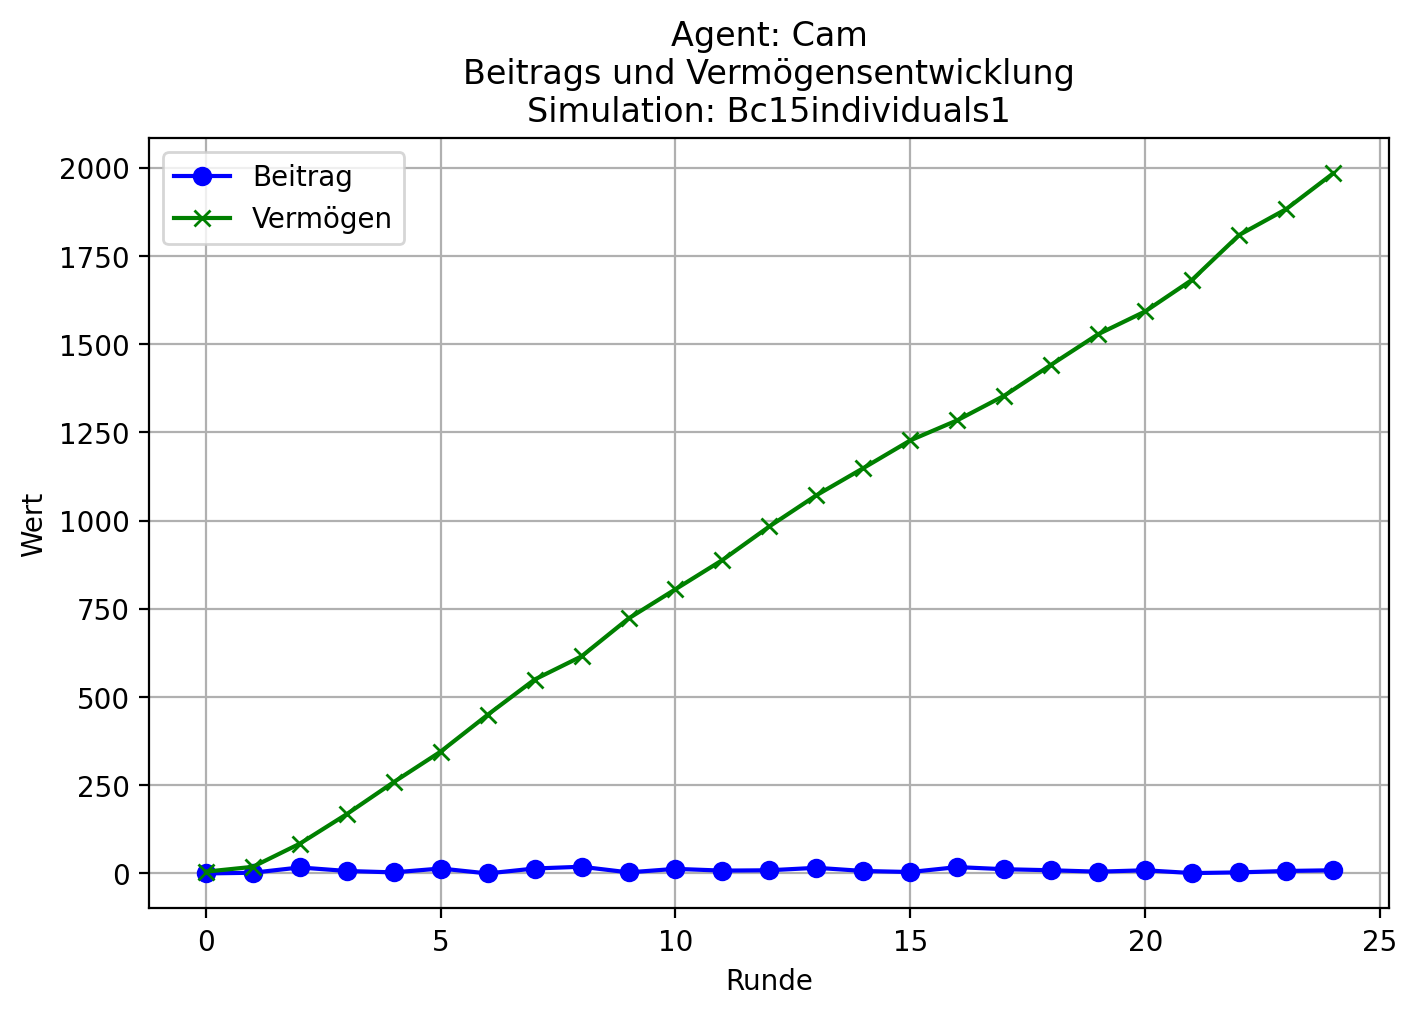 Agent: Cam
Beitrags und Vermögensentwicklung
Simulation: Bc15individuals1
Beitrag
Vermögen
2000
1750
1500
1250
1000
750
500
250
0
Wert
0 5 10 15 20 25
Runde